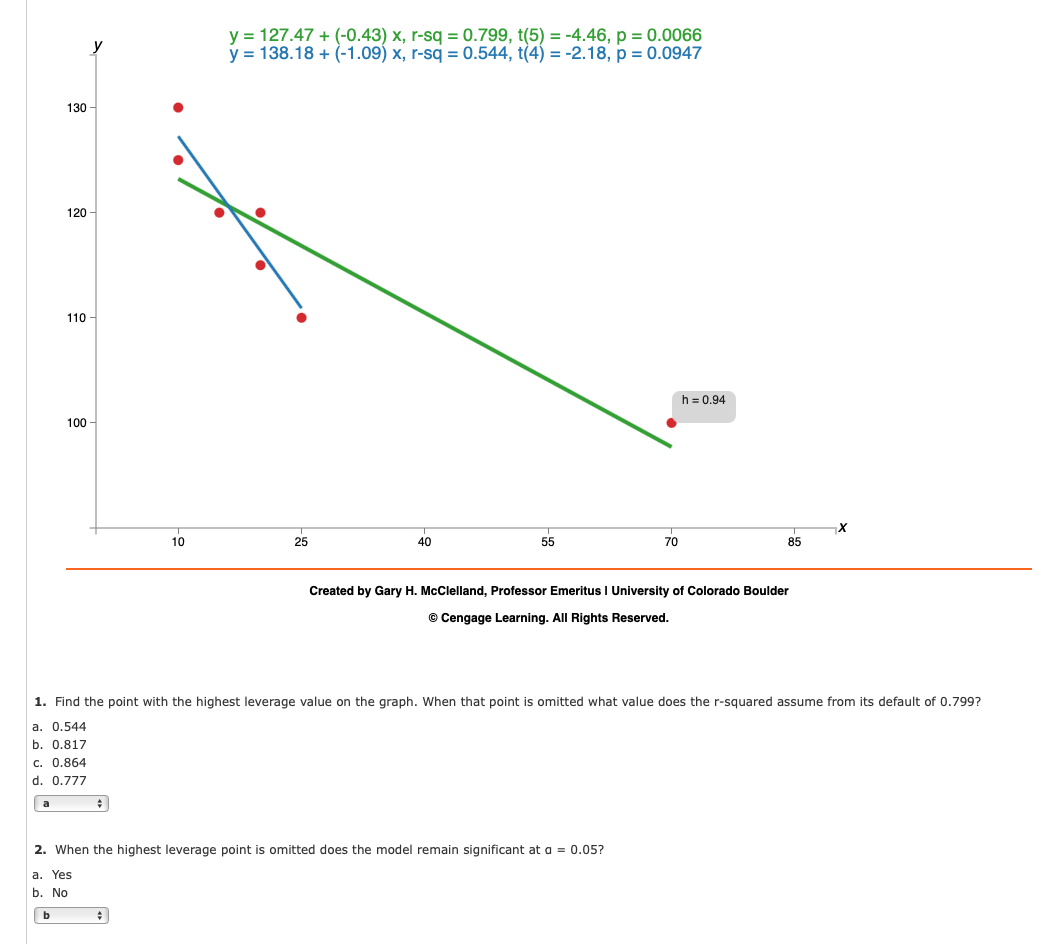 y = 127.47 + (-0.43) x, r-sq = 0.799, t(5) = -4.46, p = 0.0066
y = 138.18 + (-1.09) x, r-sq = 0.544, t(4) = -2.18, p = 0.0947
y
130
120
110
100
h = 0.94
x
10 25 40 55 70 85
Created by Gary H. McClelland, Professor Emeritus | University of Colorado Boulder
© Cengage Learning. All Rights Reserved.
1. Find the point with the highest leverage value on the graph. When that point is omitted what value does the r-squared assume from its default of 0.799?
a. 0.544
b. 0.817
c. 0.864
d. 0.777
a
2. When the highest leverage point is omitted does the model remain significant at α = 0.05?
a. Yes
b. No
b